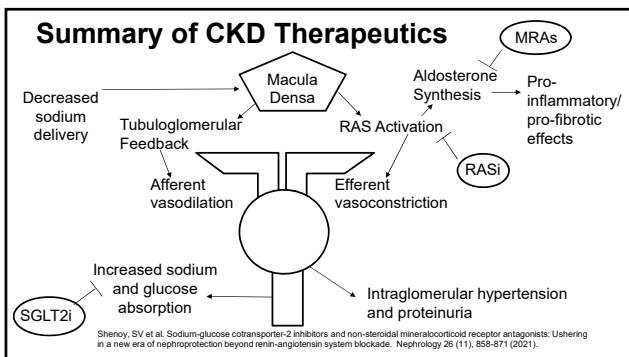 Summary of CKD Therapeutics
MRAs
Macula
Densa
Aldosterone
Synthesis
Pro-
inflammatory/
pro-fibrotic
effects
Decreased
sodium
delivery
Tubuloglomerular
Feedback
RAS Activation
RASi
Afferent
vasodilation
Efferent
vasoconstriction
Increased sodium
and glucose
absorption
SGLT2i
Intraglomerular hypertension
and proteinuria
Shenoy, SV et al. Sodium-glucose cotransporter-2 inhibitors and non-steroidal mineralocorticoid receptor antagonists: Ushering
in a new era of nephroprotection beyond renin-angiotensin system blockade. Nephrology 26 (11), 858-871 (2021).